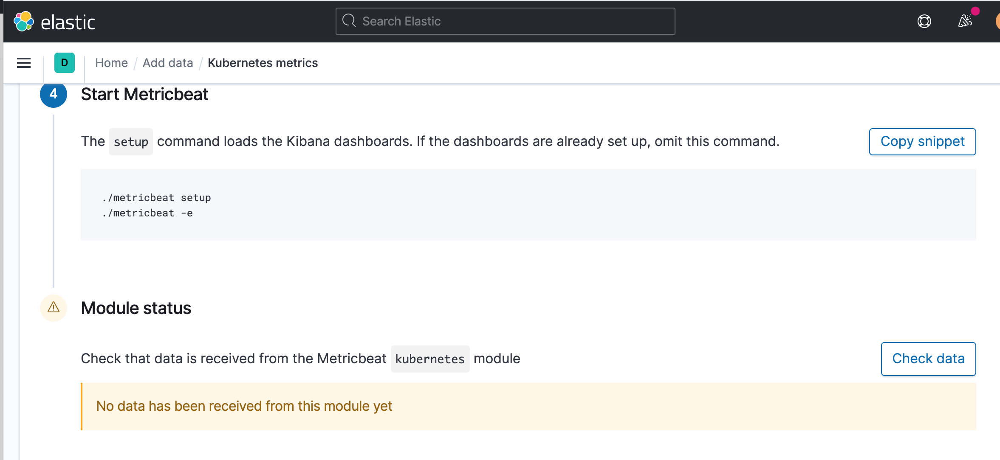 elastic
Search Elastic
D
Home / Add data / Kubernetes metrics
4
Start Metricbeat
The setup command loads the Kibana dashboards. If the dashboards are already set up, omit this command.
Copy snippet
./metricbeat setup
./metricbeat -e
Module status
Check that data is received from the Metricbeat kubernetes module
Check data
No data has been received from this module yet